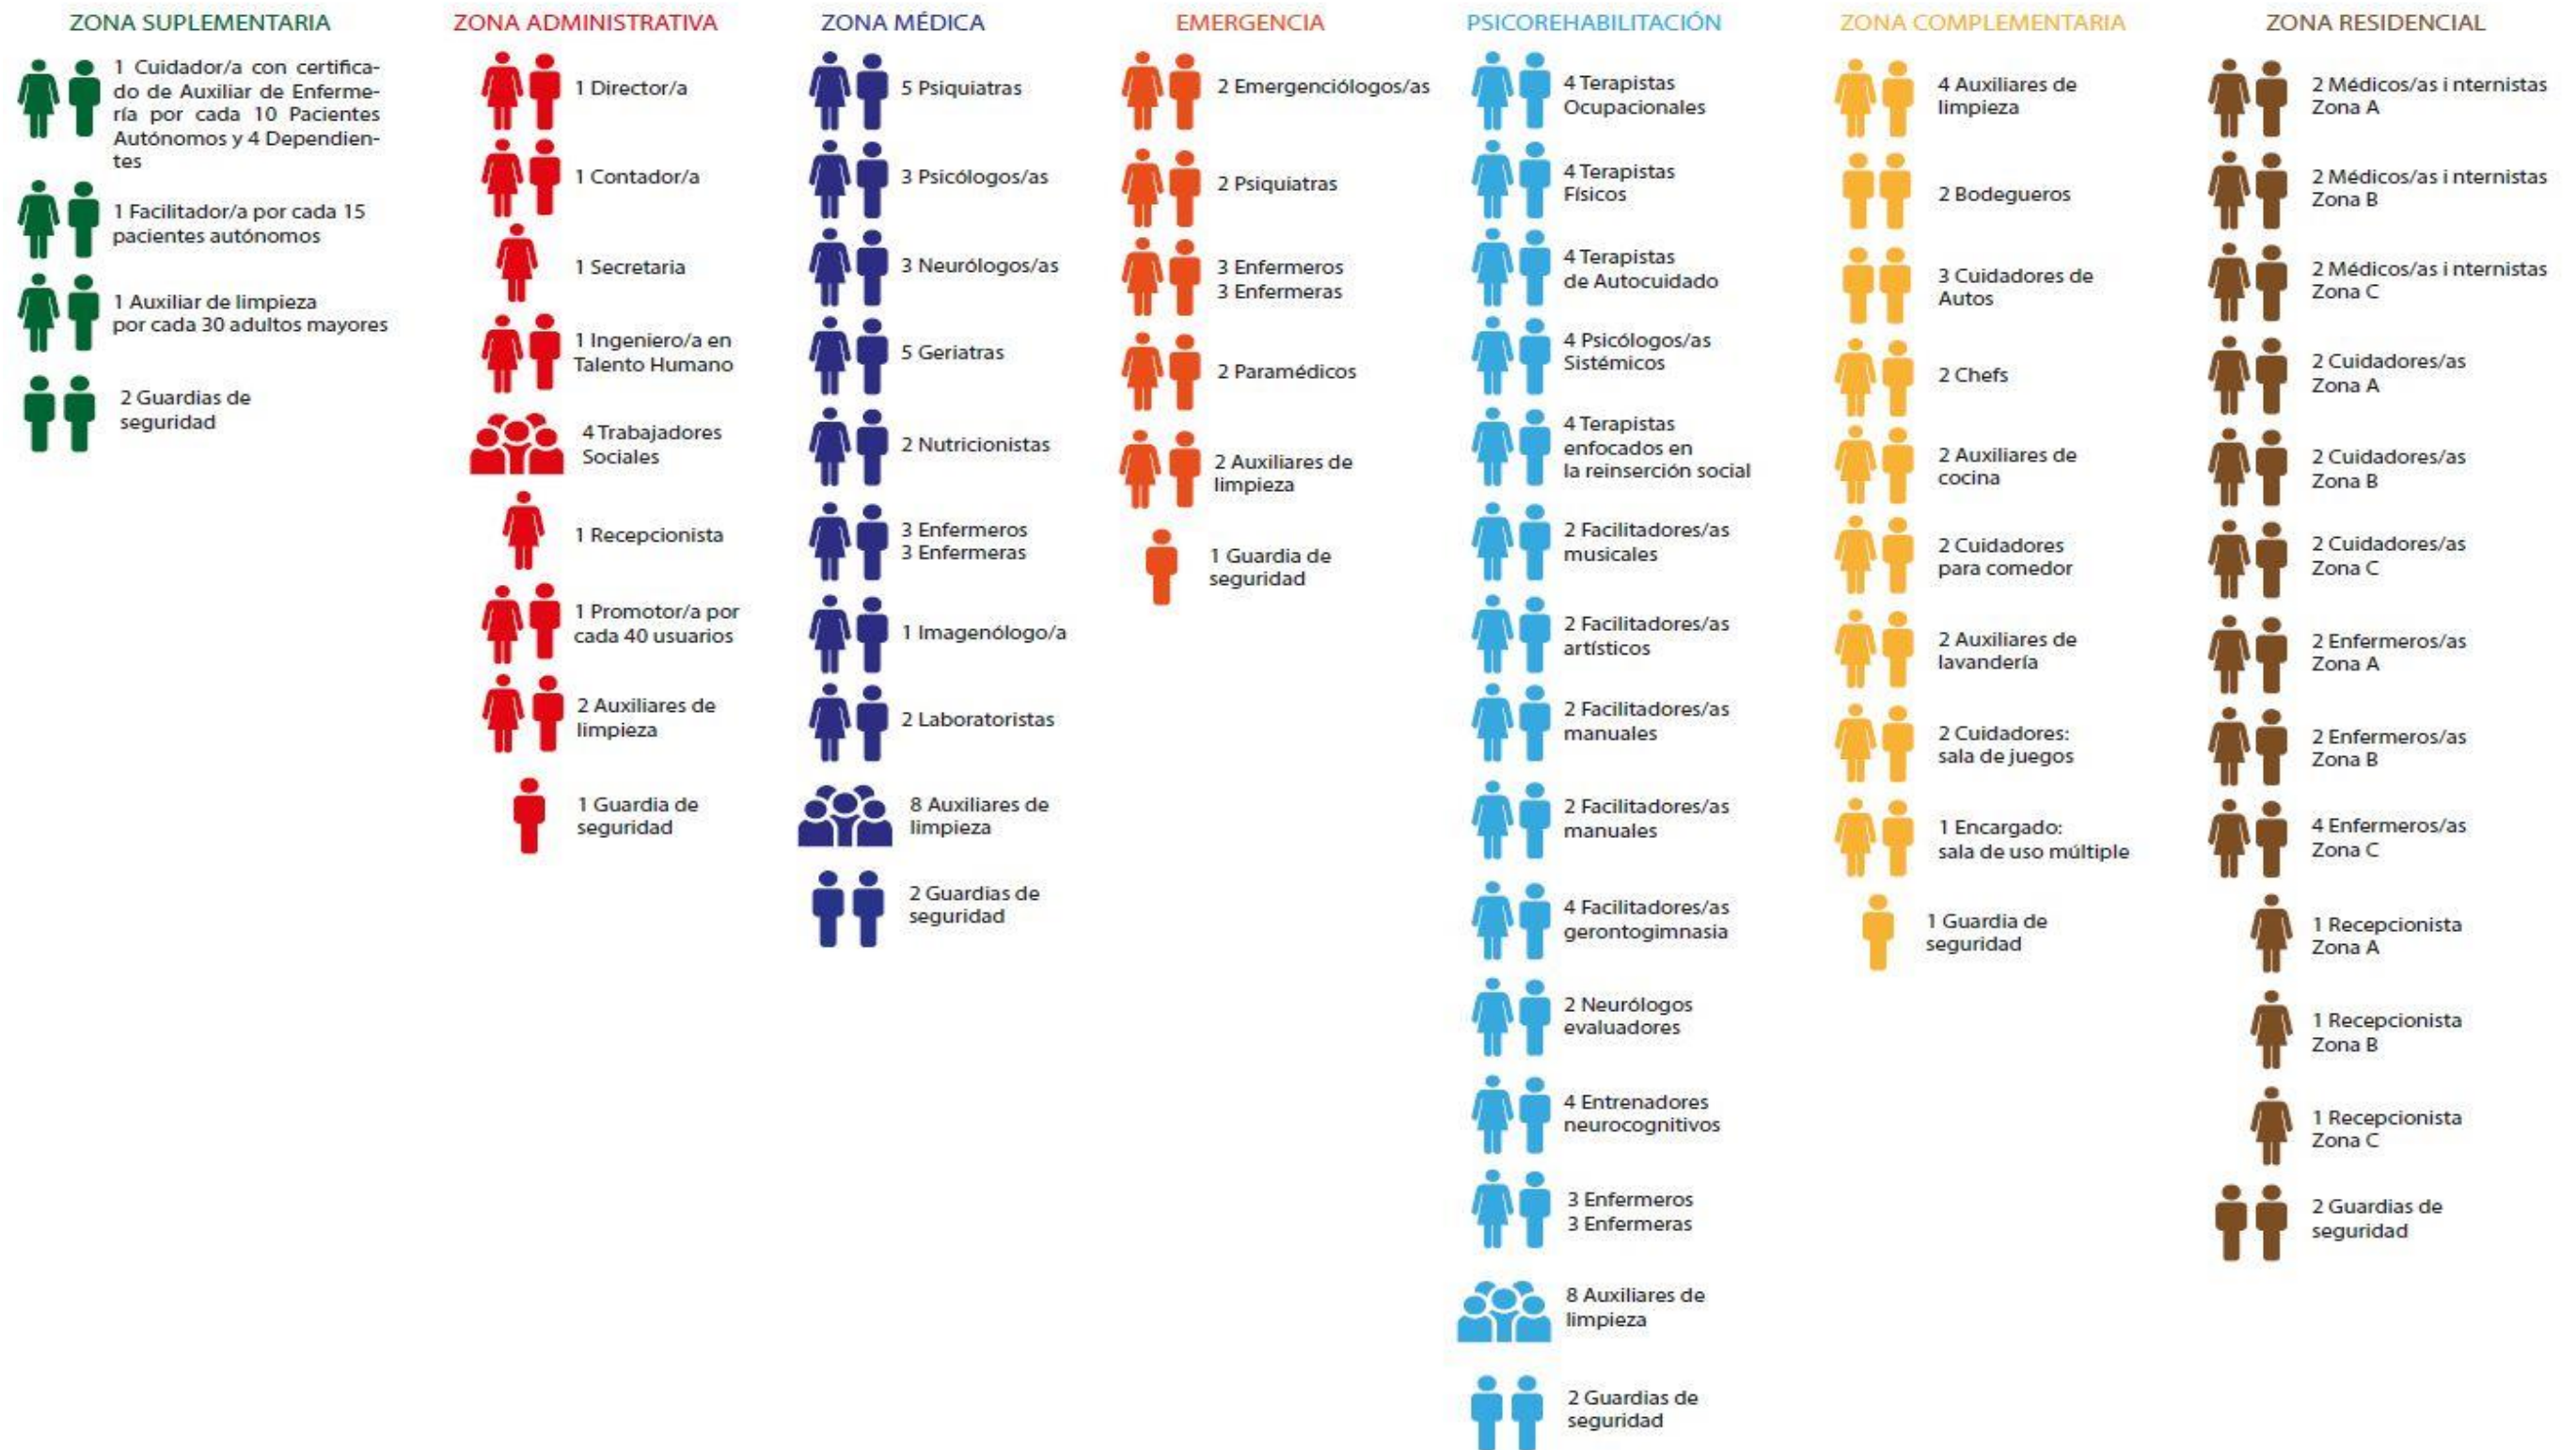 ZONA SUPLEMENTARIA
1 Cuidador/a con certifica-
do de Auxiliar de Enferme-
ría por cada 10 Pacientes
Autónomos y 4 Dependien-
tes
1 Facilitador/a por cada 15
pacientes autónomos
1 Auxiliar de limpieza
por cada 30 adultos mayores
2 Guardias de
seguridad
ZONA ADMINISTRATIVA
1 Director/a
1 Contador/a
1 Secretaria
1 Ingeniero/a en
Talento Humano
4 Trabajadores
Sociales
1 Recepcionista
1 Promotor/a por
cada 40 usuarios
2 Auxiliares de
limpieza
1 Guardia de
seguridad
ZONA MÉDICA
5 Psiquiatras
3 Psicólogos/as
3 Neurólogos/as
5 Geriatras
2 Nutricionistas
3 Enfermeros
3 Enfermeras
1 Imagenólogo/a
2 Laboratoristas
8 Auxiliares de
limpieza
2 Guardias de
seguridad
EMERGENCIA
2 Emergenciólogos/as
2 Psiquiatras
3 Enfermeros
3 Enfermeras
2 Paramédicos
2 Auxiliares de
limpieza
1 Guardia de
seguridad
PSICOREHABILITACIÓN
4 Terapistas
Ocupacionales
4 Terapistas
Físicos
4 Terapistas
de Autocuidado
4 Psicólogos/as
Sistémicos
4 Terapistas
enfocados en
la reinserción social
2 Facilitadores/as
musicales
2 Facilitadores/as
artísticos
2 Facilitadores/as
manuales
2 Facilitadores/as
manuales
4 Facilitadores/as
gerontogimnasia
2 Neurólogos
evaluadores
4 Entrenadores
neurocognitivos
3 Enfermeros
3 Enfermeras
8 Auxiliares de
limpieza
2 Guardias de
seguridad
ZONA COMPLEMENTARIA
4 Auxiliares de
limpieza
2 Bodegueros
3 Cuidadores de
Autos
2 Chefs
2 Auxiliares de
cocina
2 Cuidadores
para comedor
2 Auxiliares de
lavandería
2 Cuidadores:
sala de juegos
1 Encargado:
sala de uso múltiple
1 Guardia de
seguridad
ZONA RESIDENCIAL
2 Médicos/as i nternistas
Zona A
2 Médicos/as i nternistas
Zona B
2 Médicos/as i nternistas
Zona C
2 Cuidadores/as
Zona A
2 Cuidadores/as
Zona B
2 Cuidadores/as
Zona C
2 Enfermeros/as
Zona A
2 Enfermeros/as
Zona B
4 Enfermeros/as
Zona C
1 Recepcionista
Zona A
1 Recepcionista
Zona B
1 Recepcionista
Zona C
2 Guardias de
seguridad